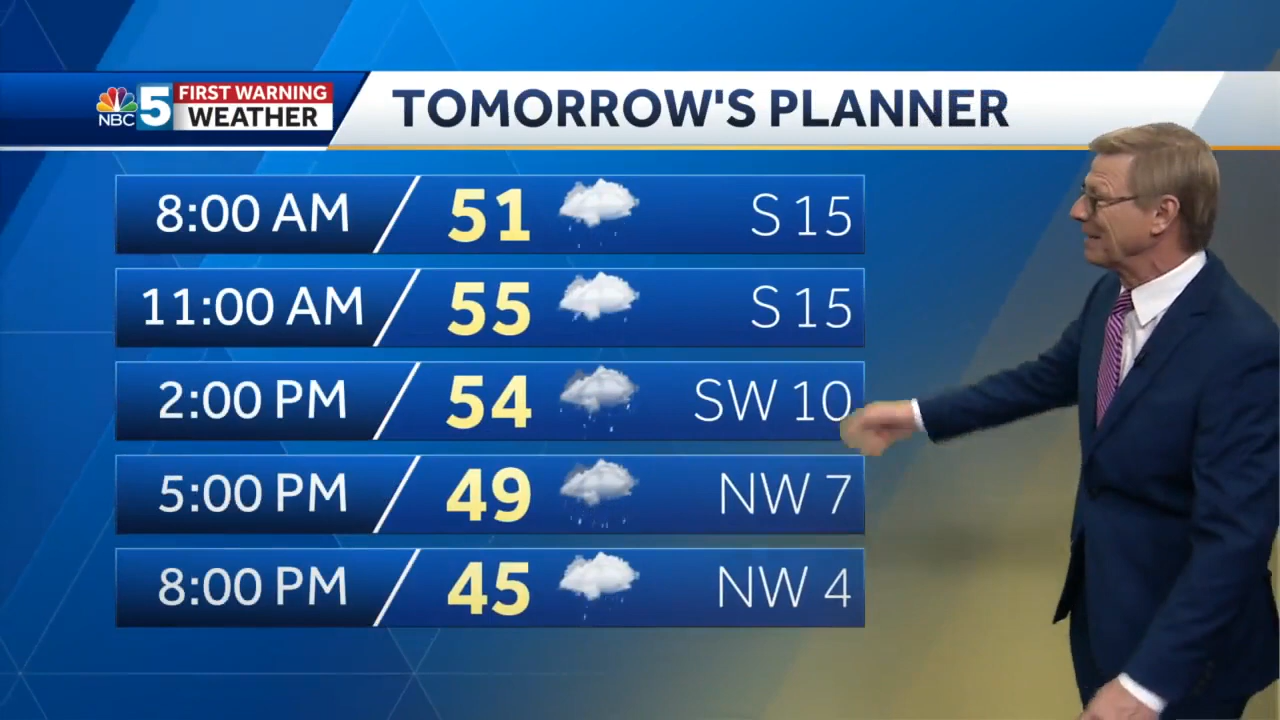 NBC 5 FIRST WARNING WEATHER
TOMORROW'S PLANNER
8:00 AM 51 S 15
11:00 AM 55 S 15
2:00 PM 54 SW 10
5:00 PM 49 NW 7
8:00 PM 45 NW 4